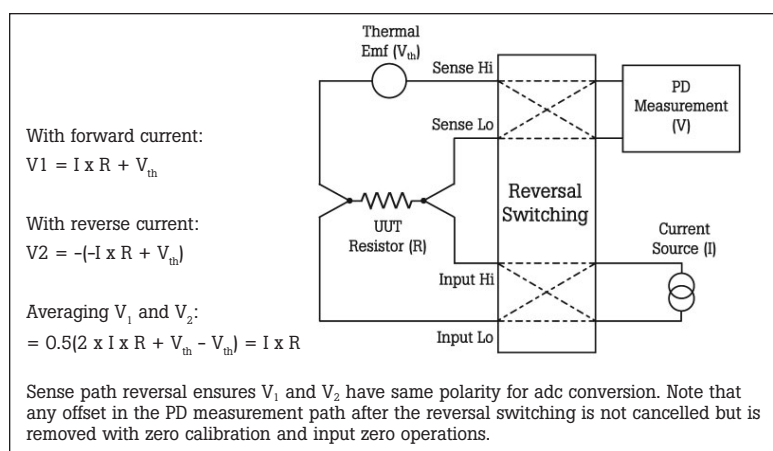 Thermal
Emf (Vth)
Sense Hi
Sense Lo
PD
Measurement
(V)
Reversal
Switching
UUT
Resistor (R)
Current
Source (I)
Input Hi
Input Lo
With forward current:
V1 = I x R + Vth
With reverse current:
V2 = –(-I x R + Vth)
Averaging V1 and V2:
= 0.5(2 x I x R + Vth – Vth) = I x R
Sense path reversal ensures V1 and V2 have same polarity for adc conversion. Note that
any offset in the PD measurement path after the reversal switching is not cancelled but is
removed with zero calibration and input zero operations.